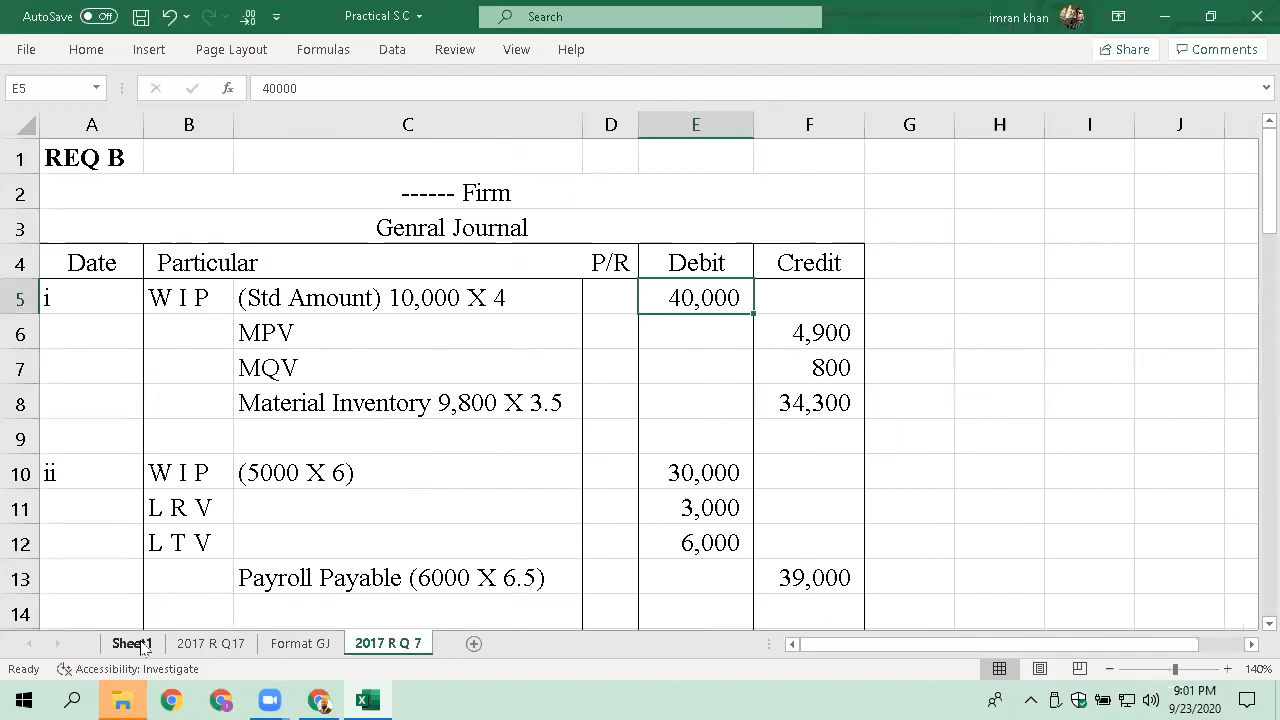 AutoSave Off Practical S C Search imran khan
File Home Insert Page Layout Formulas Data Review View Help Share Comments
E5 fx 40000
A B C D E F G H I J
1 REQ B
2 ------ Firm
3 Genral Journal
4 Date Particular P/R Debit Credit
5 i W I P (Std Amount) 10,000 X 4 40,000
6 MPV 4,900
7 MQV 800
8 Material Inventory 9,800 X 3.5 34,300
9
10 ii W I P (5000 X 6) 30,000
11 L R V 3,000
12 L T V 6,000
13 Payroll Payable (6000 X 6.5) 39,000
14
Sheet1 2017 R Q17 Format GJ 2017 R Q 7
Ready Accessibility: Investigate 140%
9:01 PM
9/23/2020